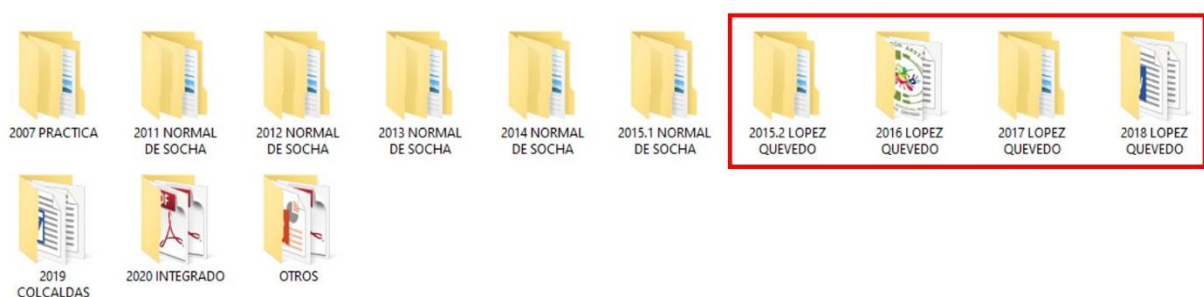 2007 PRACTICA
2011 NORMAL
DE SOCHA
2012 NORMAL
DE SOCHA
2013 NORMAL
DE SOCHA
2014 NORMAL
DE SOCHA
2015.1 NORMAL
DE SOCHA
2015.2 LOPEZ
QUEVEDO
2016 LOPEZ
QUEVEDO
2017 LOPEZ
QUEVEDO
2018 LOPEZ
QUEVEDO
2019
COLCALDAS
2020 INTEGRADO
OTROS